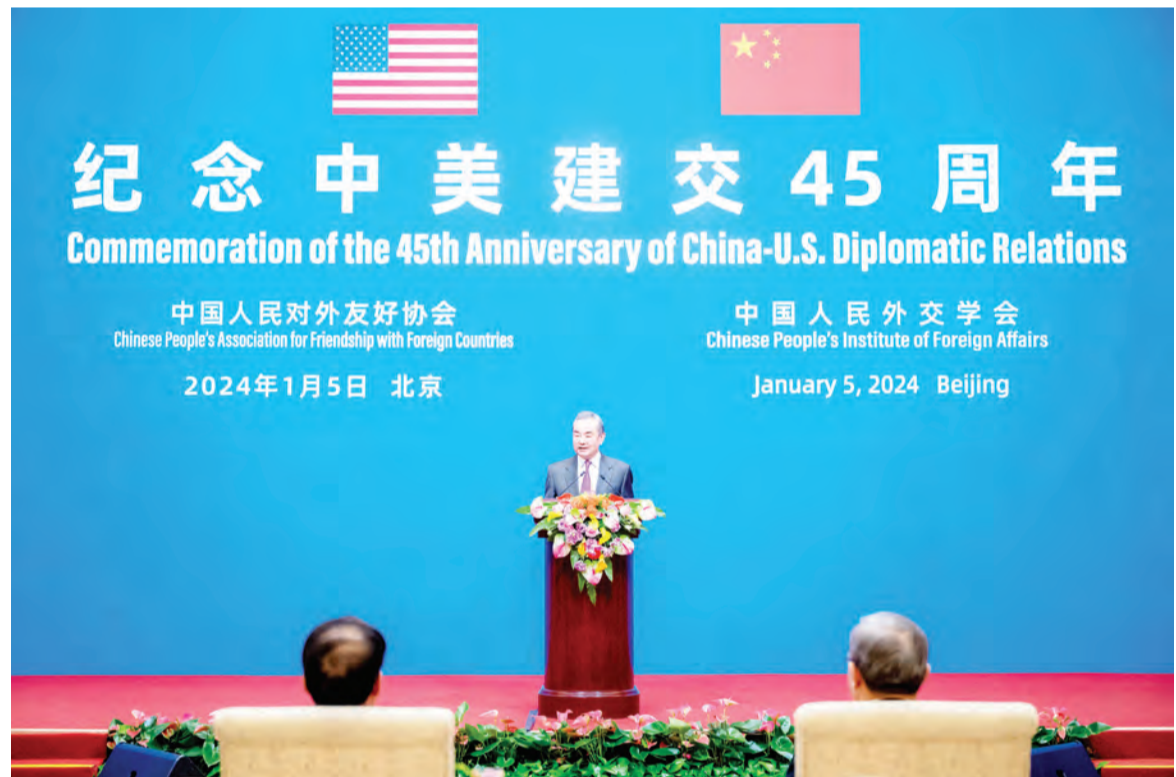 纪念中美建交45周年
Commemoration of the 45th Anniversary of China-U.S. Diplomatic Relations
中国人民对外友好协会
Chinese People's Association for Friendship with Foreign Countries
中国人民外交学会
Chinese People's Institute of Foreign Affairs
2024年1月5日 北京
January 5, 2024 Beijing